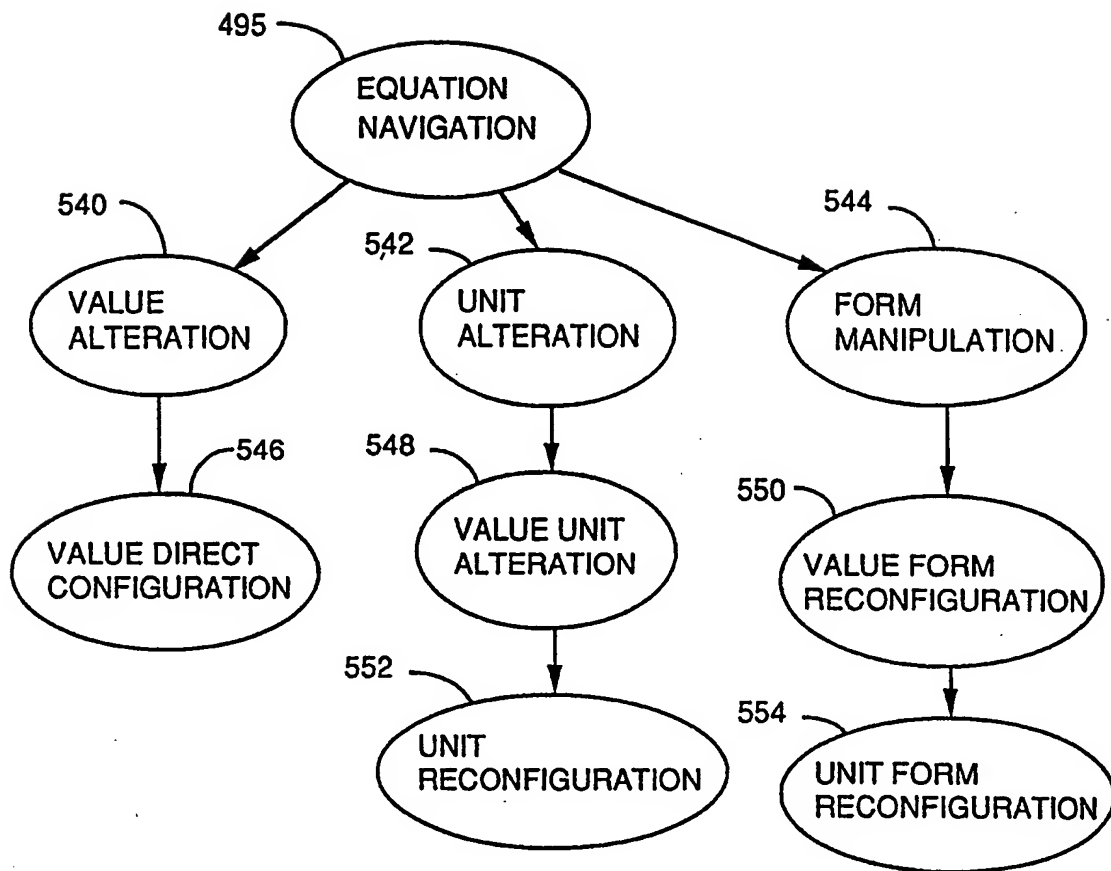 495
EQUATION
NAVIGATION
540
VALUE
ALTERATION
542
UNIT
ALTERATION
544
FORM
MANIPULATION
546
VALUE DIRECT
CONFIGURATION
548
VALUE UNIT
ALTERATION
550
VALUE FORM
RECONFIGURATION
552
UNIT
RECONFIGURATION
554
UNIT FORM
RECONFIGURATION